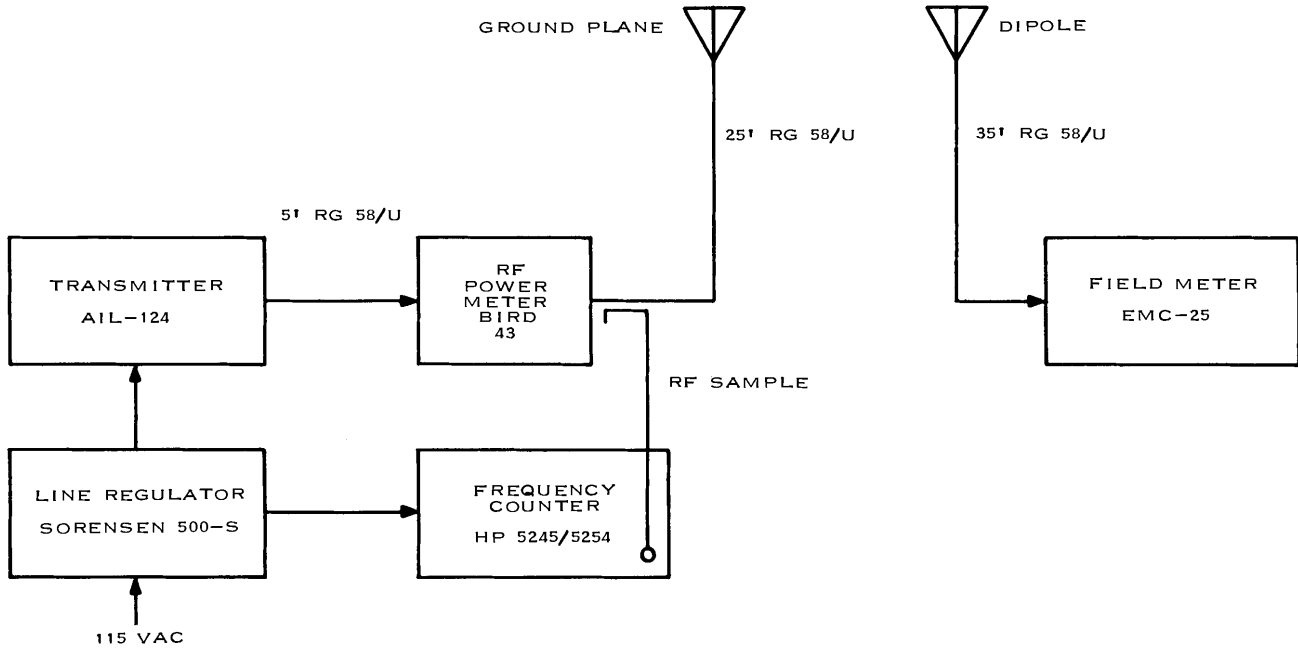 GROUND PLANE
DIPOLE
25' RG 58/U
35' RG 58/U
5' RG 58/U
TRANSMITTER
AIL-124
RF
POWER
METER
BIRD
43
FIELD METER
EMC-25
RF SAMPLE
LINE REGULATOR
SORENSEN 500-S
FREQUENCY
COUNTER
HP 5245/5254
115 VAC